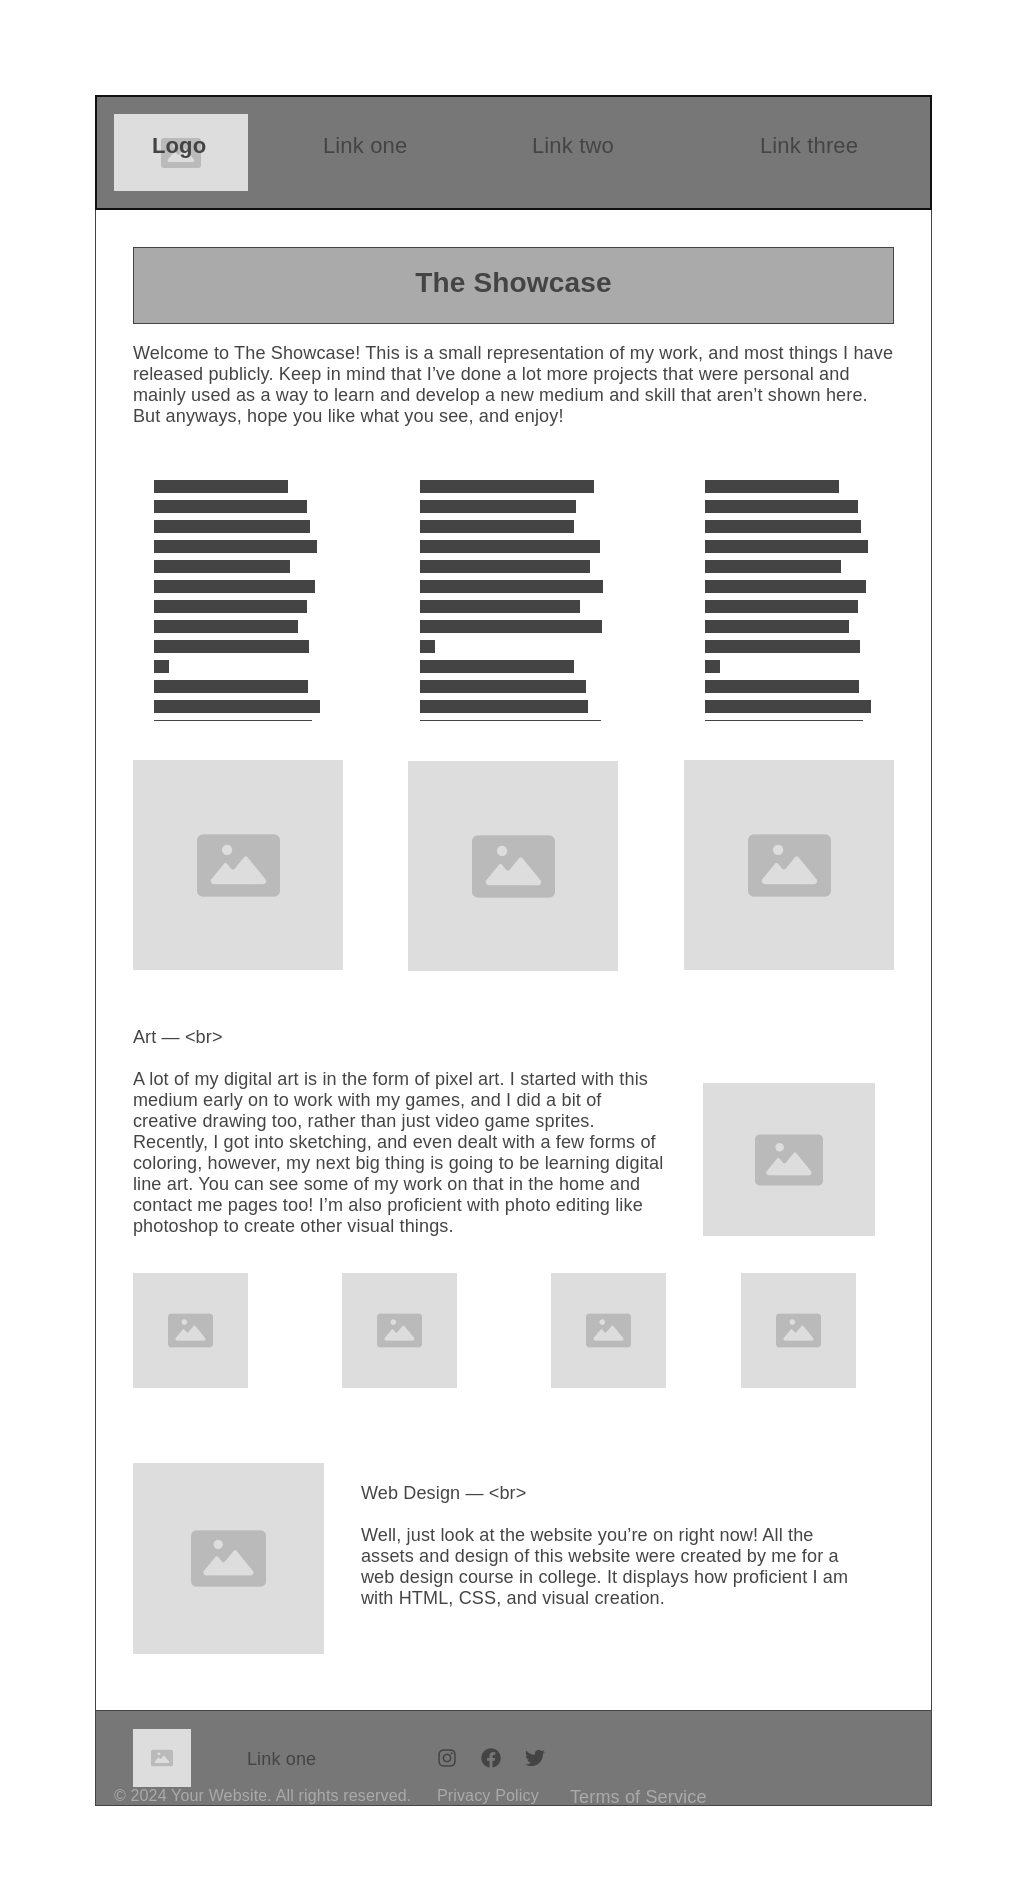 Logo
Link one
Link two
Link three
The Showcase
Welcome to The Showcase! This is a small representation of my work, and most things I have
released publicly. Keep in mind that I’ve done a lot more projects that were personal and
mainly used as a way to learn and develop a new medium and skill that aren’t shown here.
But anyways, hope you like what you see, and enjoy!
Art — <br>
A lot of my digital art is in the form of pixel art. I started with this
medium early on to work with my games, and I did a bit of
creative drawing too, rather than just video game sprites.
Recently, I got into sketching, and even dealt with a few forms of
coloring, however, my next big thing is going to be learning digital
line art. You can see some of my work on that in the home and
contact me pages too! I’m also proficient with photo editing like
photoshop to create other visual things.
Web Design — <br>
Well, just look at the website you’re on right now! All the
assets and design of this website were created by me for a
web design course in college. It displays how proficient I am
with HTML, CSS, and visual creation.
Link one
© 2024 Your Website. All rights reserved.
Privacy Policy
Terms of Service